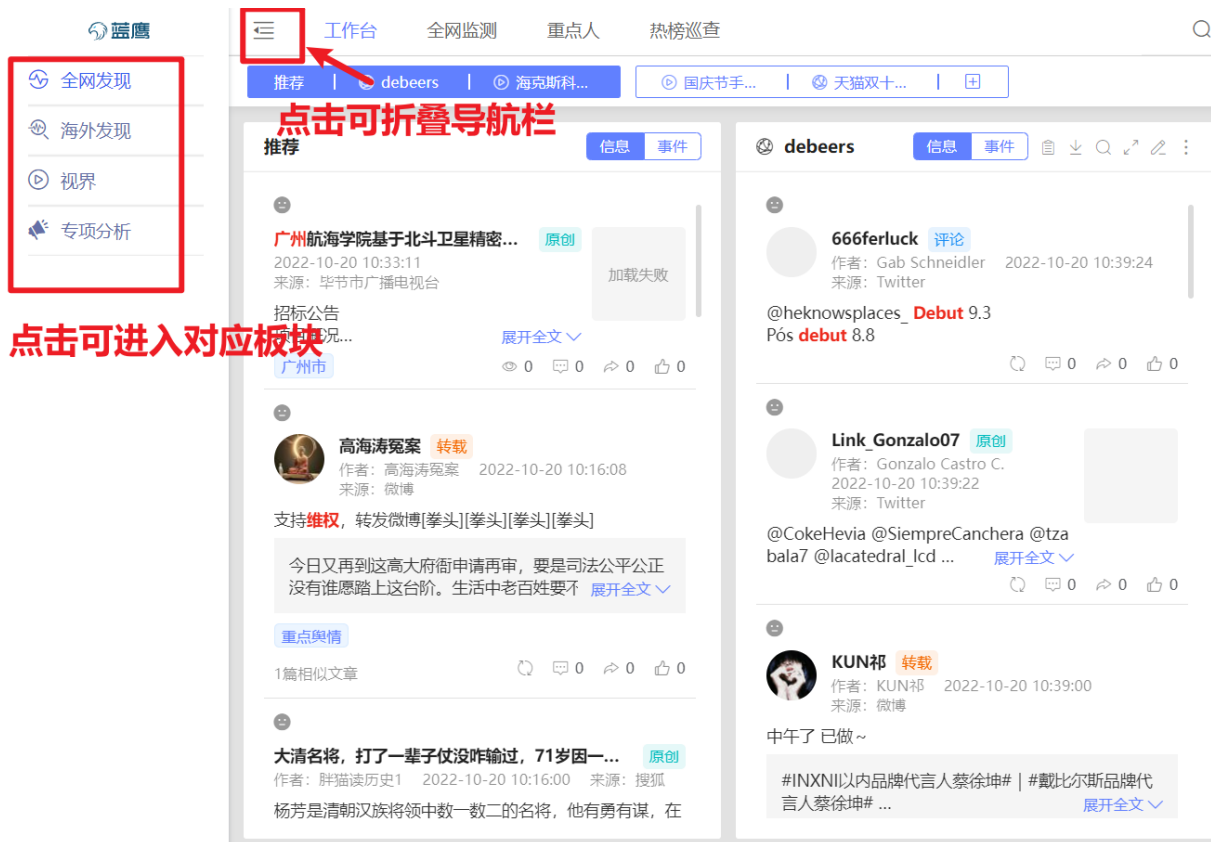 蓝鹰
工作台 全网监测 重点人 热榜巡查
全网发现
海外发现
视界
专项分析
点击可进入对应板块
推荐 debeers 海克斯科... 国庆节手... 天猫双十...
点击可折叠导航栏
推荐 信息 事件
广州航海学院基于北斗卫星精密... 原创
2022-10-20 10:33:11
来源：毕节市广播电视台
加载失败
招标公告
项目概况...
展开全文
广州市
0 0 0 0
高海涛冤案 转载
作者：高海涛冤案 2022-10-20 10:16:08
来源：微博
支持维权，转发微博[拳头][拳头][拳头][拳头]
今日又再到这高大府衙申请再审，要是司法公平公正
没有谁愿踏上这台阶。生活中老百姓要不 展开全文
重点舆情
1篇相似文章
0 0 0
大清名将，打了一辈子仗没咋输过，71岁因一... 原创
作者：胖猫读历史1 2022-10-20 10:16:00 来源：搜狐
杨芳是清朝汉族将领中数一数二的名将，他有勇有谋，在
debeers 信息 事件
666ferluck 评论
作者：Gab Schneidler 2022-10-20 10:39:24
来源：Twitter
@heknowsplaces_ Debut 9.3
Pós debut 8.8
0 0 0
Link_Gonzalo07 原创
作者：Gonzalo Castro C.
2022-10-20 10:39:22
来源：Twitter
@CokeHevia @SiempreCanchera @tza
bala7 @lacatedral_lcd ... 展开全文
0 0 0
KUN祁 转载
作者：KUN祁 2022-10-20 10:39:00
来源：微博
中午了 已做～
#INXNII以内品牌代言人蔡徐坤#｜#戴比尔斯品牌代
言人蔡徐坤# ... 展开全文